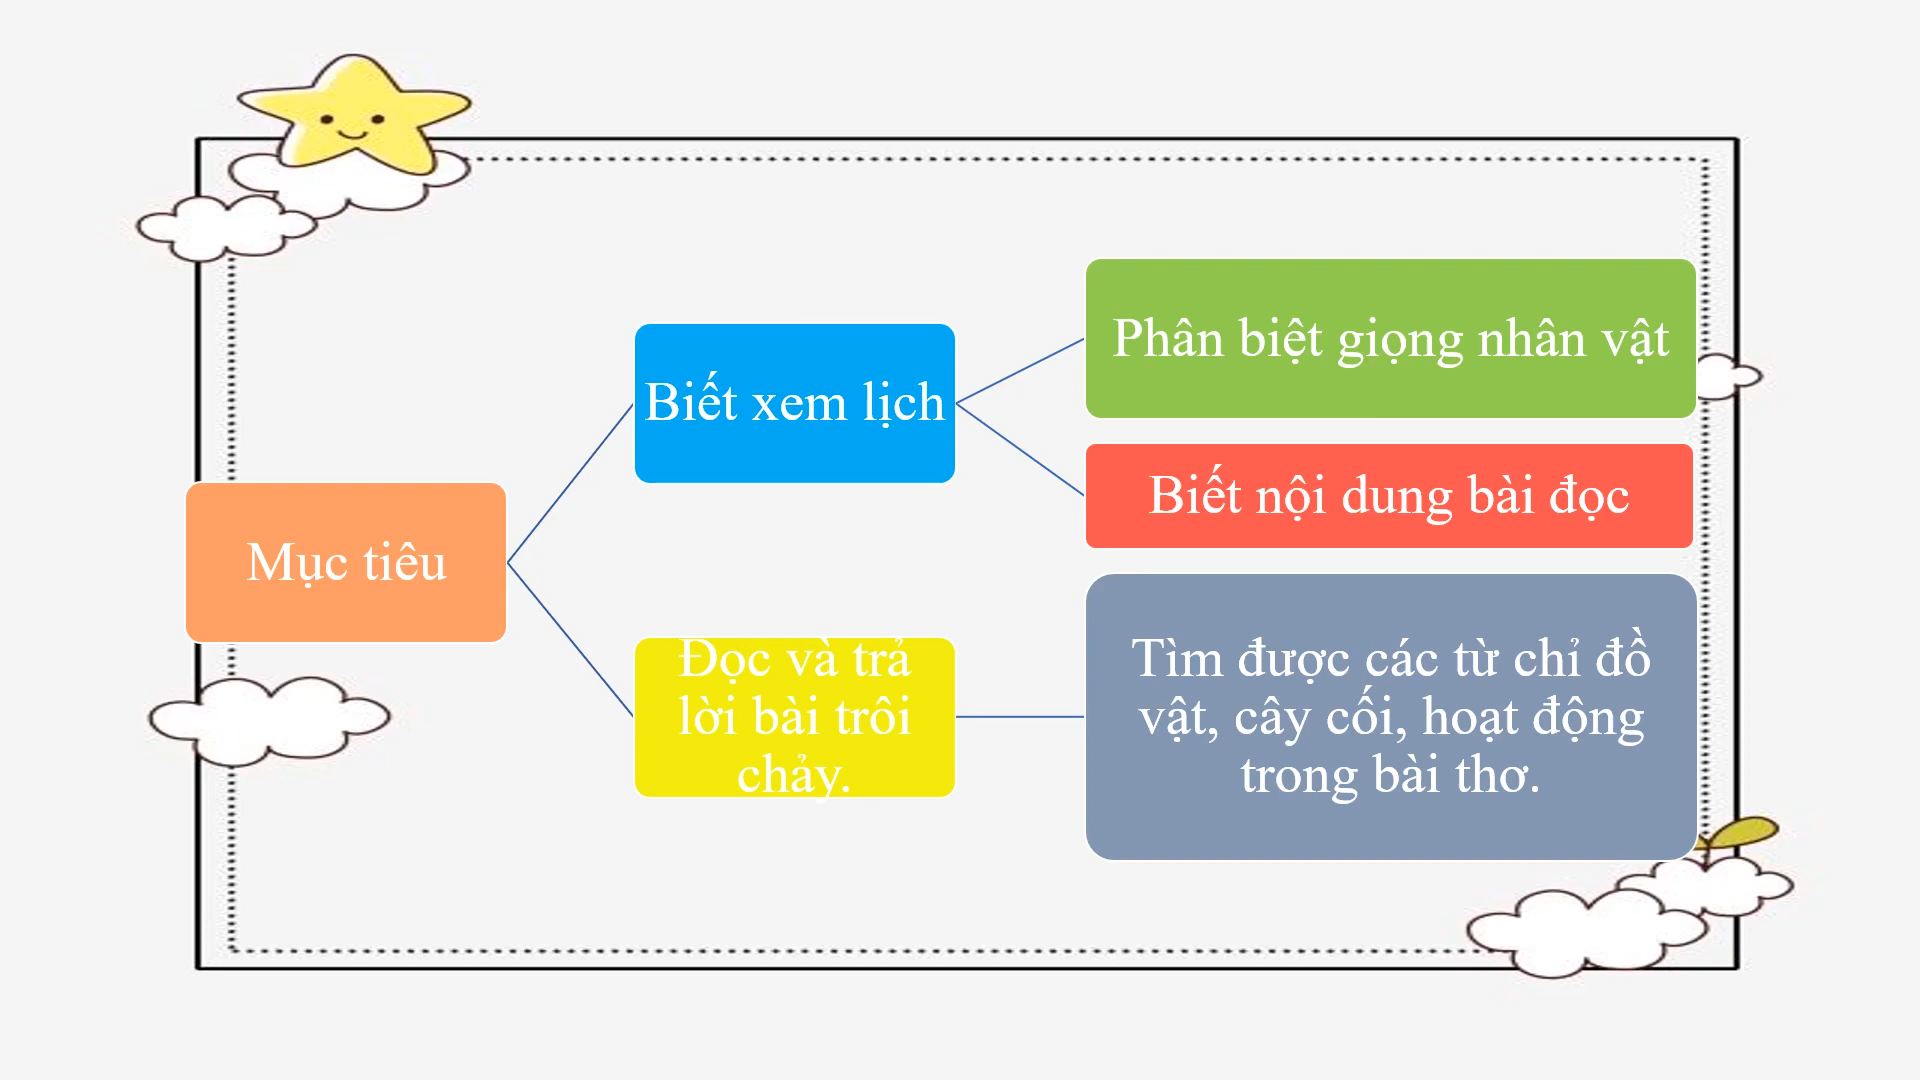 Mục tiêu
Biết xem lịch
Phân biệt giọng nhân vật
Biết nội dung bài đọc
Đọc và trả
lời bài trôi
chảy.
Tìm được các từ chỉ đồ
vật, cây cối, hoạt động
trong bài thơ.